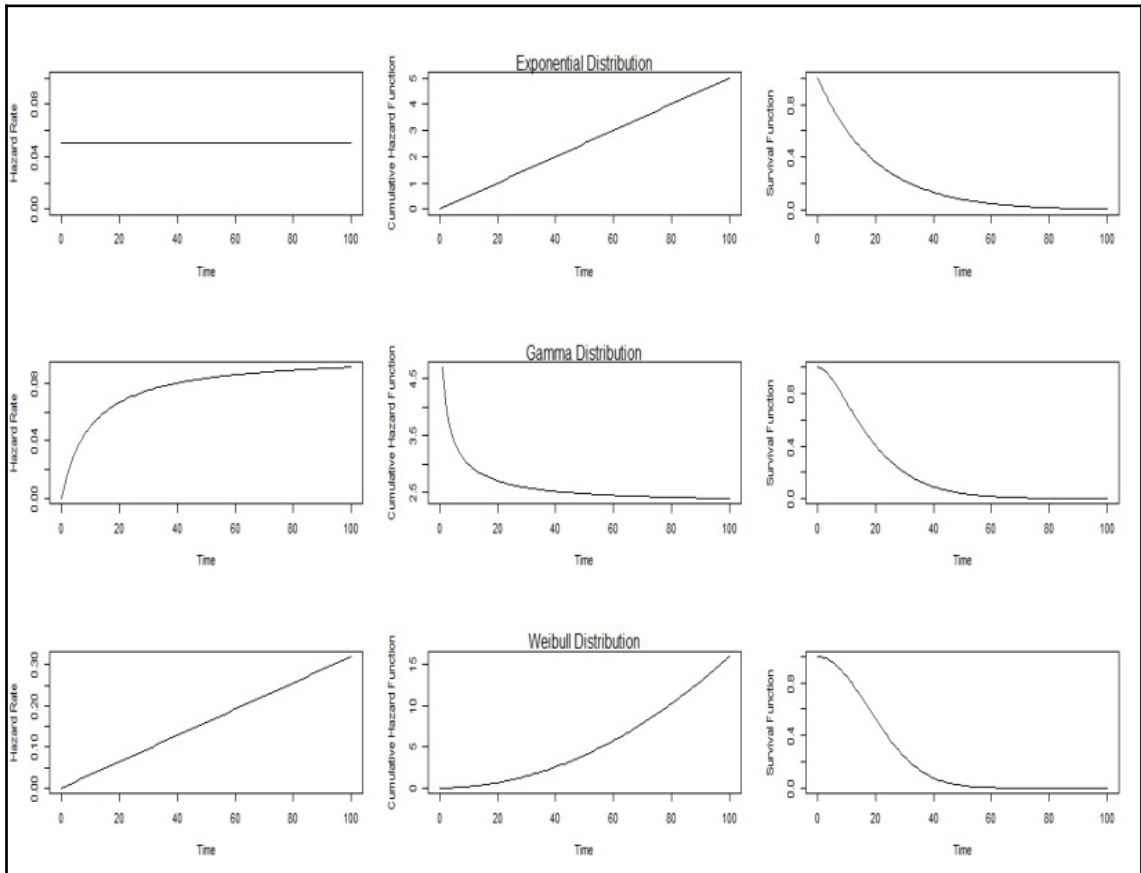 Exponential Distribution
Hazard Rate
0.00 0.04 0.08
0 20 40 60 80 100
Time
Cumulative Hazard Function
0 1 2 3 4 5
0 20 40 60 80 100
Time
Survival Function
0.0 0.4 0.8
0 20 40 60 80 100
Time
Gamma Distribution
Hazard Rate
0.00 0.04 0.08
0 20 40 60 80 100
Time
Cumulative Hazard Function
2.5 3.5 4.5
0 20 40 60 80 100
Time
Survival Function
0.0 0.4 0.8
0 20 40 60 80 100
Time
Weibull Distribution
Hazard Rate
0.00 0.10 0.20 0.30
0 20 40 60 80 100
Time
Cumulative Hazard Function
0 5 10 15
0 20 40 60 80 100
Time
Survival Function
0.0 0.4 0.8
0 20 40 60 80 100
Time